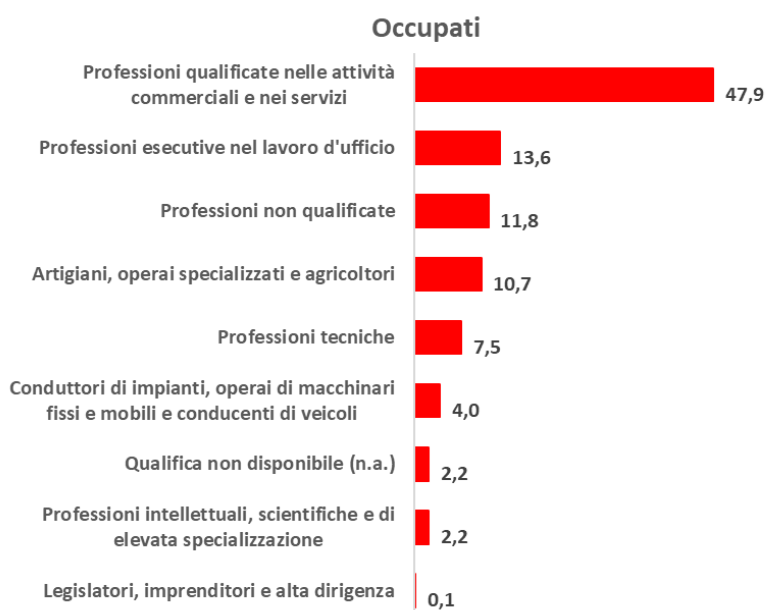 Occupati
Professioni qualificate nelle attività
commerciali e nei servizi
47,9
Professioni esecutive nel lavoro d'ufficio
13,6
Professioni non qualificate
11,8
Artigiani, operai specializzati e agricoltori
10,7
Professioni tecniche
7,5
Conduttori di impianti, operai di macchinari
fissi e mobili e conducenti di veicoli
4,0
Qualifica non disponibile (n.a.)
2,2
Professioni intellettuali, scientifiche e di
elevata specializzazione
2,2
Legislatori, imprenditori e alta dirigenza
0,1